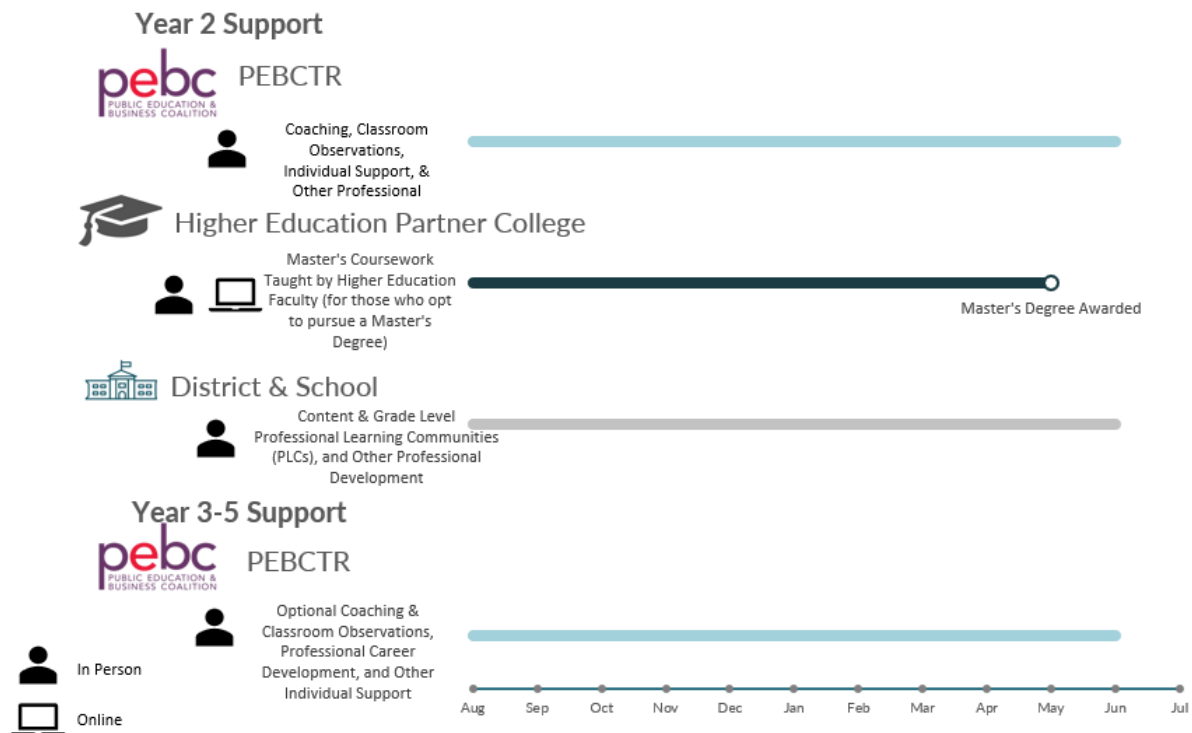 Year 2 Support
pebc
PUBLIC EDUCATION &
BUSINESS COALITION
PEBCTR
Coaching, Classroom
Observations,
Individual Support, &
Other Professional
Higher Education Partner College
Master's Coursework
Taught by Higher Education
Faculty (for those who opt
to pursue a Master's
Degree)
Master's Degree Awarded
District & School
Content & Grade Level
Professional Learning Communities
(PLCs), and Other Professional
Development
Year 3-5 Support
pebc
PUBLIC EDUCATION &
BUSINESS COALITION
PEBCTR
Optional Coaching &
Classroom Observations,
Professional Career
Development, and Other
Individual Support
In Person
Online
Aug Sep Oct Nov Dec Jan Feb Mar Apr May Jun Jul